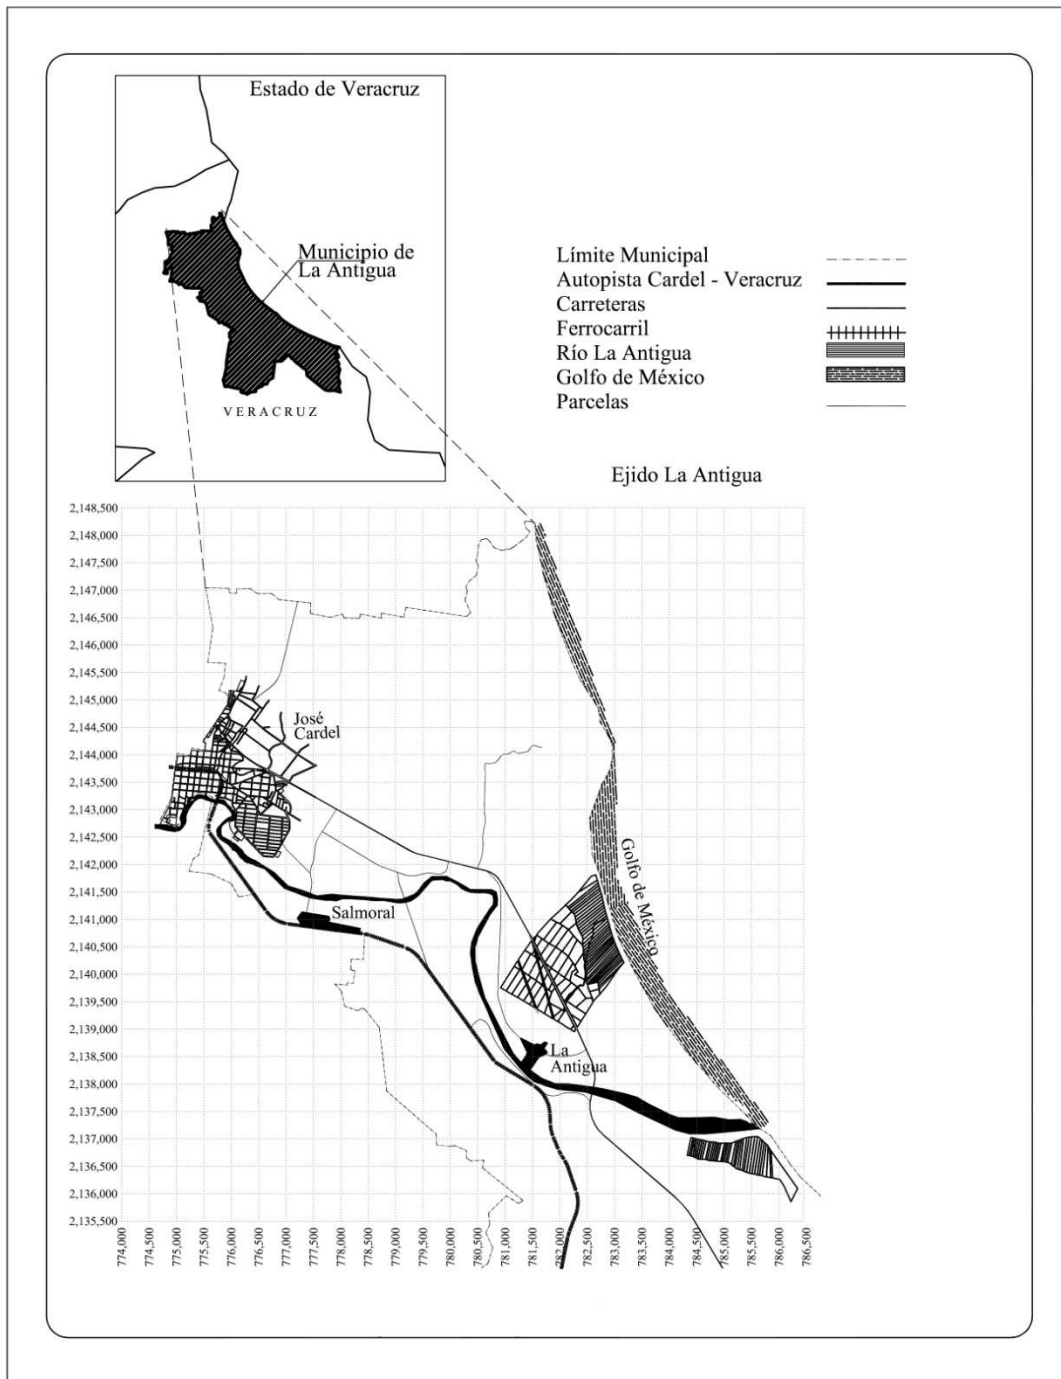 Estado de Veracruz
Municipio de
La Antigua
VERACRUZ
Límite Municipal
Autopista Cardel - Veracruz
Carreteras
Ferrocarril
Río La Antigua
Golfo de México
Parcelas
Ejido La Antigua
2,148,500
2,148,000
2,147,500
2,147,000
2,146,500
2,146,000
2,145,500
2,145,000
2,144,500
2,144,000
2,143,500
2,143,000
2,142,500
2,142,000
2,141,500
2,141,000
2,140,500
2,140,000
2,139,500
2,139,000
2,138,500
2,138,000
2,137,500
2,137,000
2,136,500
2,136,000
2,135,500
José
Cardel
Salmoral
Golfo de México
La
Antigua
774,000
774,500
775,000
775,500
776,000
776,500
777,000
777,500
778,000
778,500
779,000
779,500
780,000
780,500
781,000
781,500
782,000
782,500
783,000
783,500
784,000
784,500
785,000
785,500
786,000
786,500